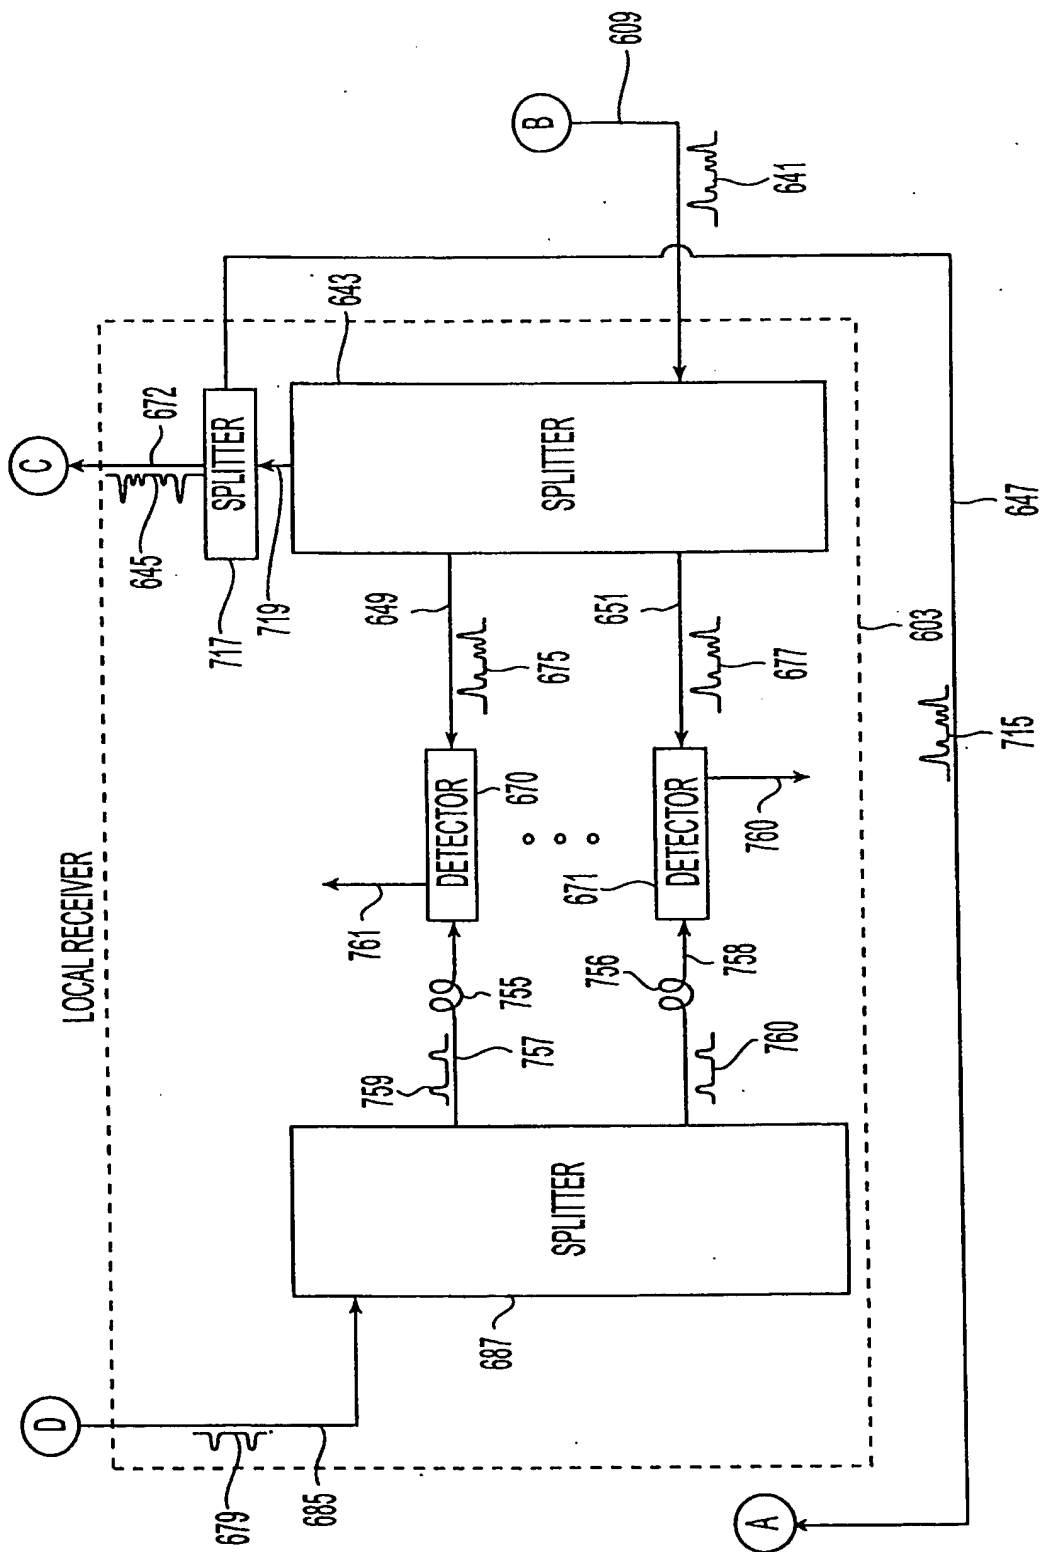 D
C
LOCAL RECEIVER
645
672
679
717
SPLITTER
719
685
643
761
759
649
DETECTOR
687
757
755
670
675
B
SPLITTER
SPLITTER
671
756
651
609
DETECTOR
758
760
760
677
641
A
603
715
647